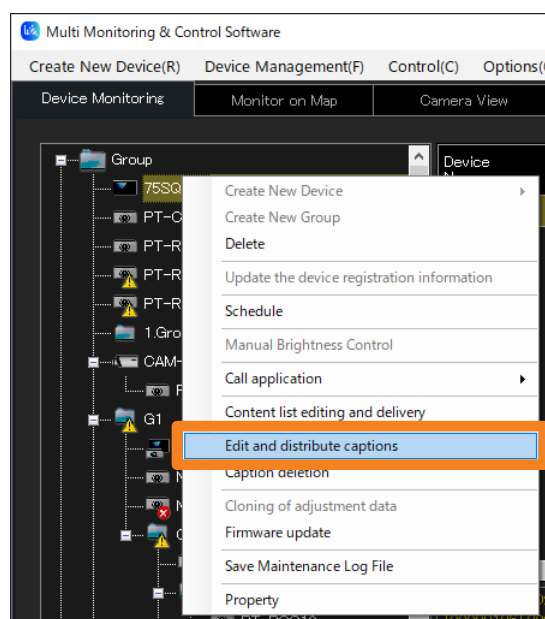 Multi Monitoring & Control Software
Create New Device(R) Device Management(F) Control(C) Options(
Device Monitoring Monitor on Map Camera View
Group
Device
75SQ
Create New Device
PT-C
Create New Group
PT-R
Delete
PT-R
Update the device registration information
PT-R
Schedule
1.Gro
Manual Brightness Control
CAM-
Call application
G1
Content list editing and delivery
Edit and distribute captions
Caption deletion
Cloning of adjustment data
Firmware update
Save Maintenance Log File
Property